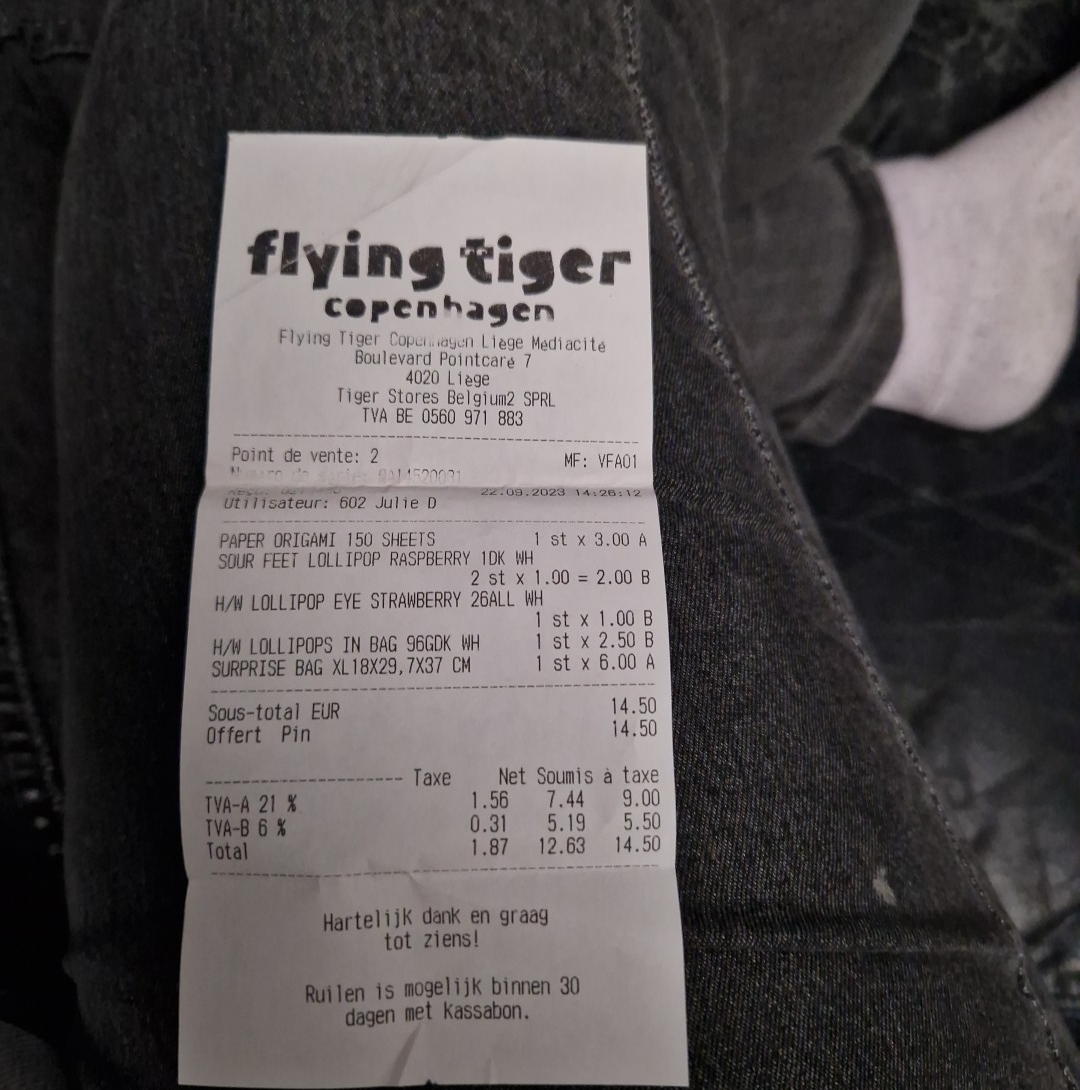 flying tiger
copenhagen
Flying Tiger Copenhagen Liège Médiacité
Boulevard Pointcaré 7
4020 Liège
Tiger Stores Belgium2 SPRL
TVA BE 0560 971 883
Point de vente: 2 MF: VFA01
22.09.2023 14:26:12
Utilisateur: 602 Julie D
PAPER ORIGAMI 150 SHEETS 1 st x 3.00 A
SOUR FEET LOLLIPOP RASPBERRY 1DK WH
2 st x 1.00 = 2.00 B
H/W LOLLIPOP EYE STRAWBERRY 26ALL WH
1 st x 1.00 B
H/W LOLLIPOPS IN BAG 96GDK WH 1 st x 2.50 B
SURPRISE BAG XL18X29,7X37 CM 1 st x 6.00 A
Sous-total EUR 14.50
Offert Pin 14.50
Taxe Net Soumis à taxe
TVA-A 21 % 1.56 7.44 9.00
TVA-B 6 % 0.31 5.19 5.50
Total 1.87 12.63 14.50
Hartelijk dank en graag
tot ziens!
Ruilen is mogelijk binnen 30
dagen met kassabon.